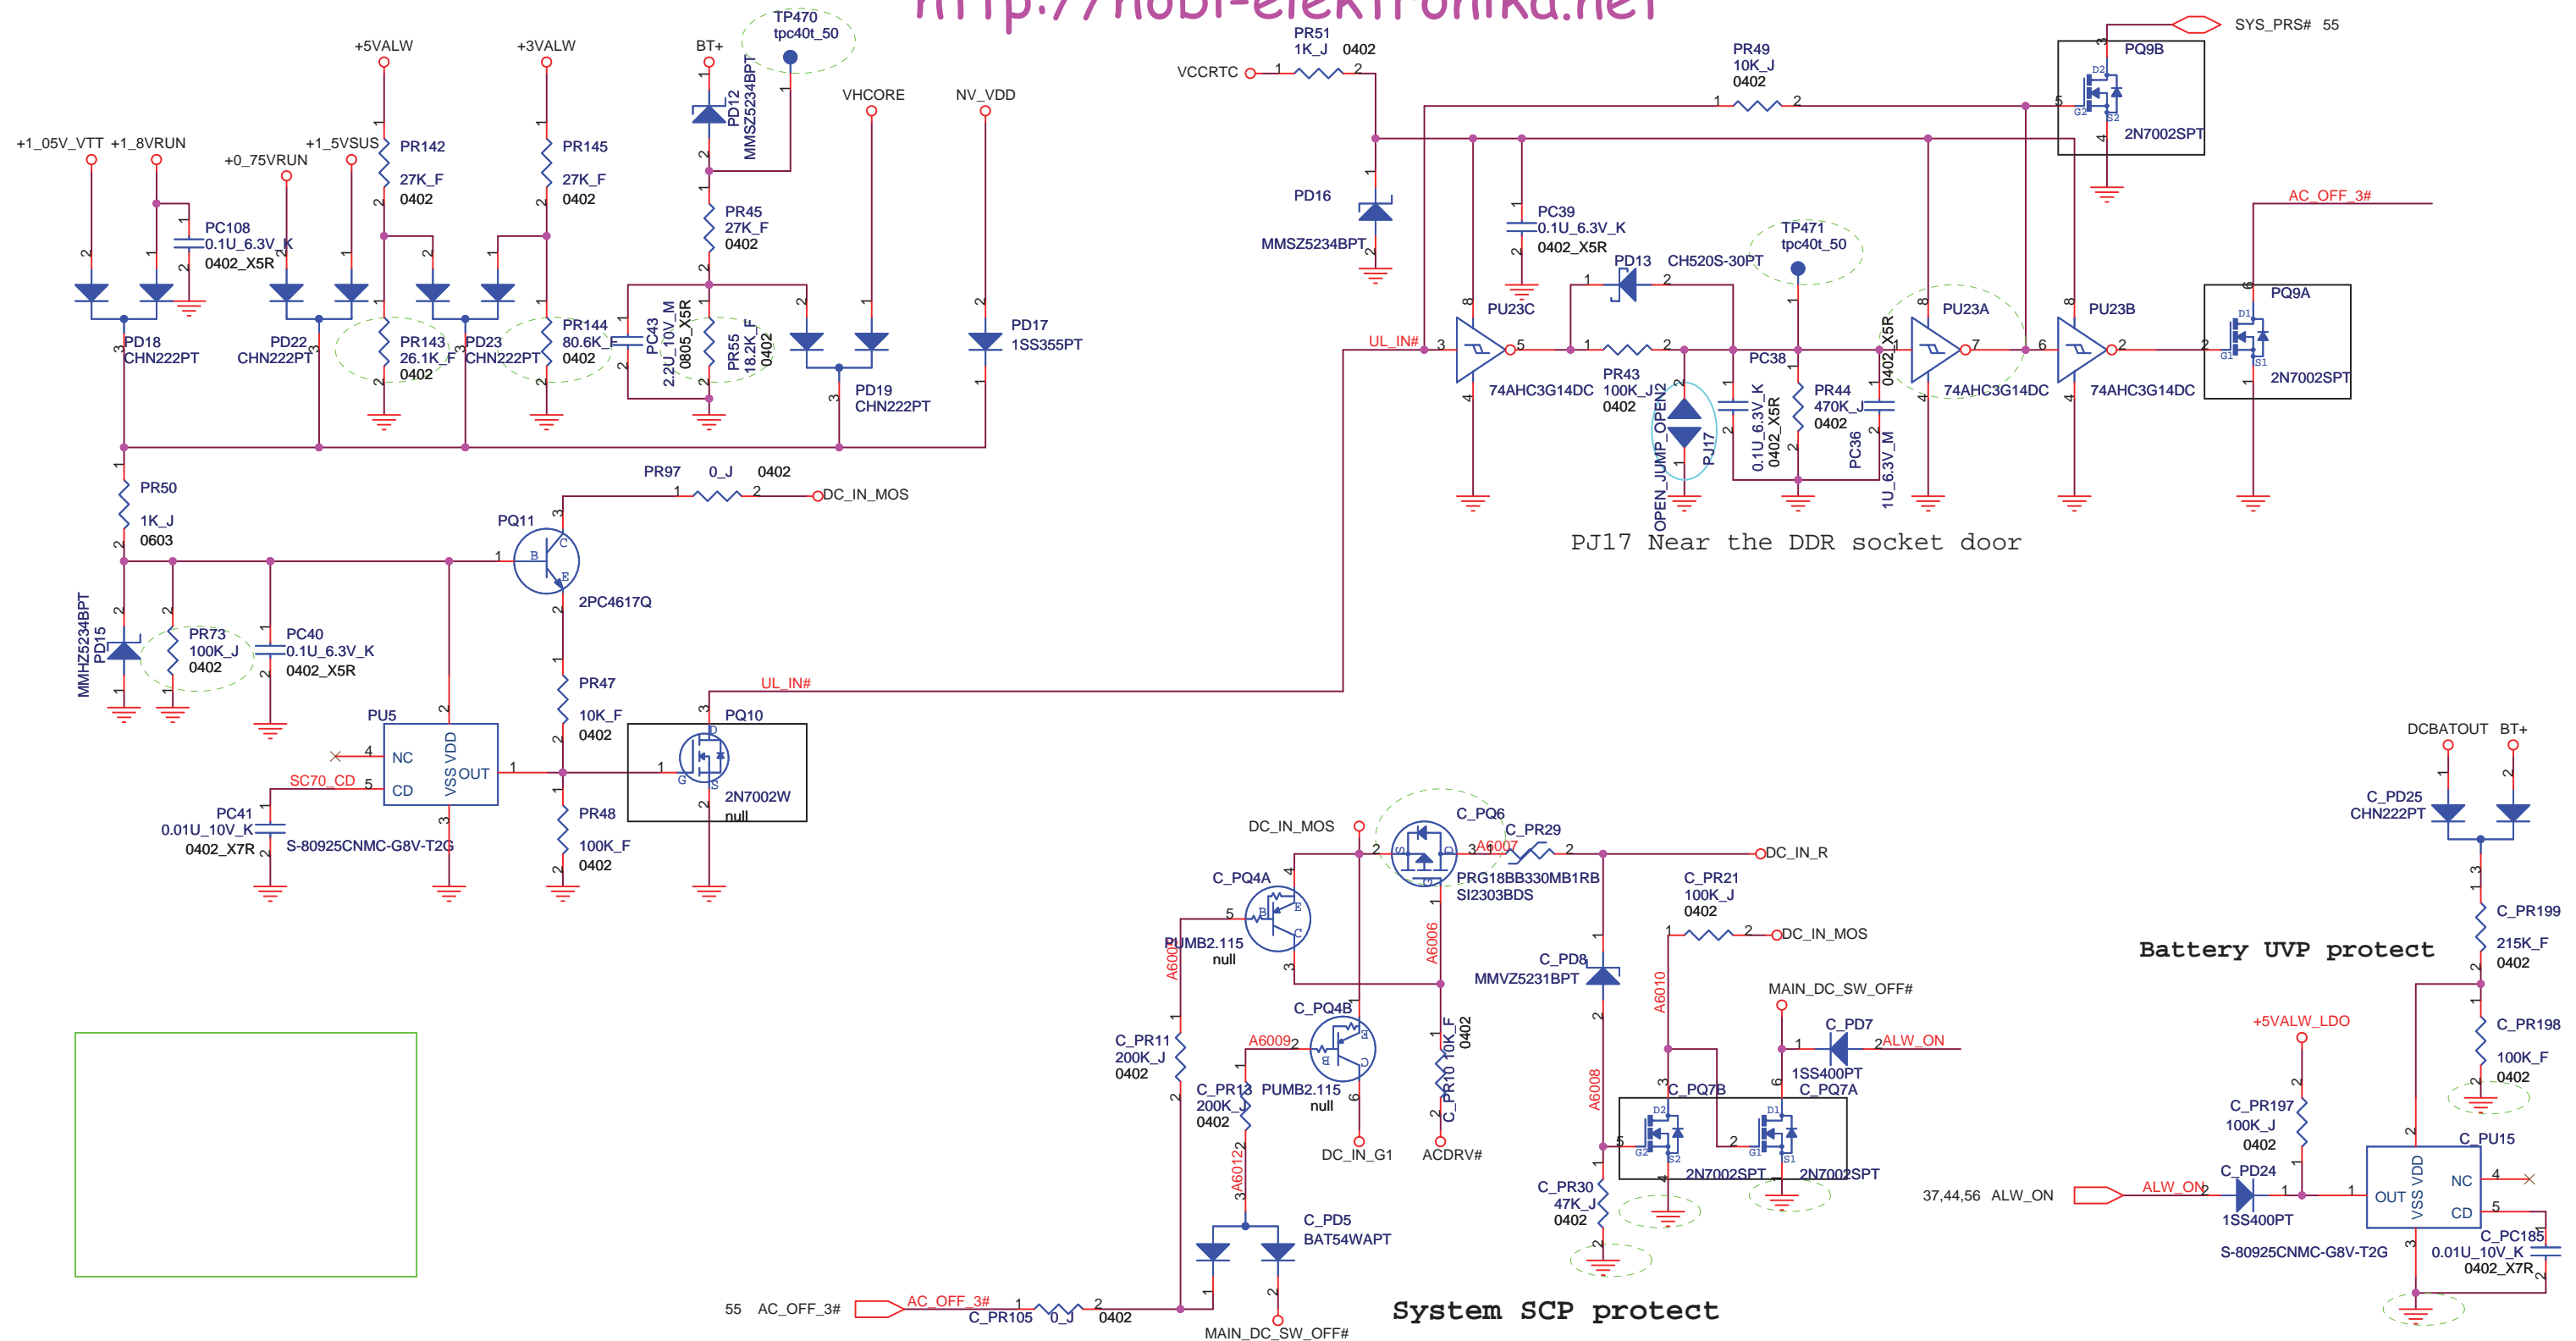 http://hobi-elektronika.net
+5VALW
+3VALW
BT+
TP470
tpc40t_50
VHCORE
NV_VDD
+1_05V_VTT
+1_8VRUN
+0_75VRUN
+1_5VSUS
PR142
27K_F
0402
PR145
27K_F
0402
PD12
MMSZ5234BPT
PR45
27K_F
0402
PC108
0.1U_6.3V_K
0402_X5R
PD18
CHN222PT
PD22
CHN222PT
PR143
26.1K_F
0402
PD23
CHN222PT
PR144
80.6K_F
0402
PC43
2.2U_10V_M
0805_X5R
PR55
18.2K_F
0402
PD19
CHN222PT
PD17
1SS355PT
PR50
1K_J
0603
PR97 0_J 0402
DC_IN_MOS
PQ11
2PC4617Q
MMHZ5234BPT
PD15
PR73
100K_J
0402
PC40
0.1U_6.3V_K
0402_X5R
PR47
10K_F
0402
PU5
NC
CD
VSS VDD
OUT
SC70_CD
PC41
0.01U_10V_K
0402_X7R
S-80925CNMC-G8V-T2G
PR48
100K_F
0402
UL_IN#
PQ10
2N7002W
null
VCCRTC
PR51
1K_J 0402
PR49
10K_J
0402
SYS_PRS# 55
PQ9B
2N7002SPT
PD16
MMSZ5234BPT
PC39
0.1U_6.3V_K
0402_X5R
PD13 CH520S-30PT
TP471
tpc40t_50
AC_OFF_3#
UL_IN#
PU23C
74AHC3G14DC
PR43
100K_J
0402
OPEN_JUMP_OPEN2
PJ17
PC38
0.1U_6.3V_K
0402_X5R
PR44
470K_J
0402
PC36
1U_6.3V_M
0402_X5R
PU23A
74AHC3G14DC
PU23B
74AHC3G14DC
PQ9A
2N7002SPT
PJ17 Near the DDR socket door
DC_IN_MOS
C_PQ6
C_PR29
A6007
PRG18BB330MB1RB
SI2303BDS
DC_IN_R
C_PQ4A
PUMB2.115
null
A6006
C_PR21
100K_J
0402
DC_IN_MOS
C_PD8
MMVZ5231BPT
A6010
MAIN_DC_SW_OFF#
C_PD7
1SS400PT
ALW_ON
C_PQ4B
A6009
PUMB2.115
null
C_PR11
200K_J
0402
C_PR13
200K_J
0402
C_PR10 10K_F
0402
A6008
C_PQ7B
2N7002SPT
C_PQ7A
2N7002SPT
DC_IN_G1
ACDRV#
A6012
C_PR30
47K_J
0402
C_PD5
BAT54WAPT
55 AC_OFF_3#
AC_OFF_3#
C_PR105 0_J 0402
MAIN_DC_SW_OFF#
System SCP protect
DCBATOUT BT+
C_PD25
CHN222PT
C_PR199
215K_F
0402
Battery UVP protect
C_PR198
100K_F
0402
+5VALW_LDO
C_PR197
100K_J
0402
37,44,56 ALW_ON
ALW_ON
C_PD24
1SS400PT
C_PU15
OUT
VSS VDD
NC
CD
S-80925CNMC-G8V-T2G
C_PC185
0.01U_10V_K
0402_X7R